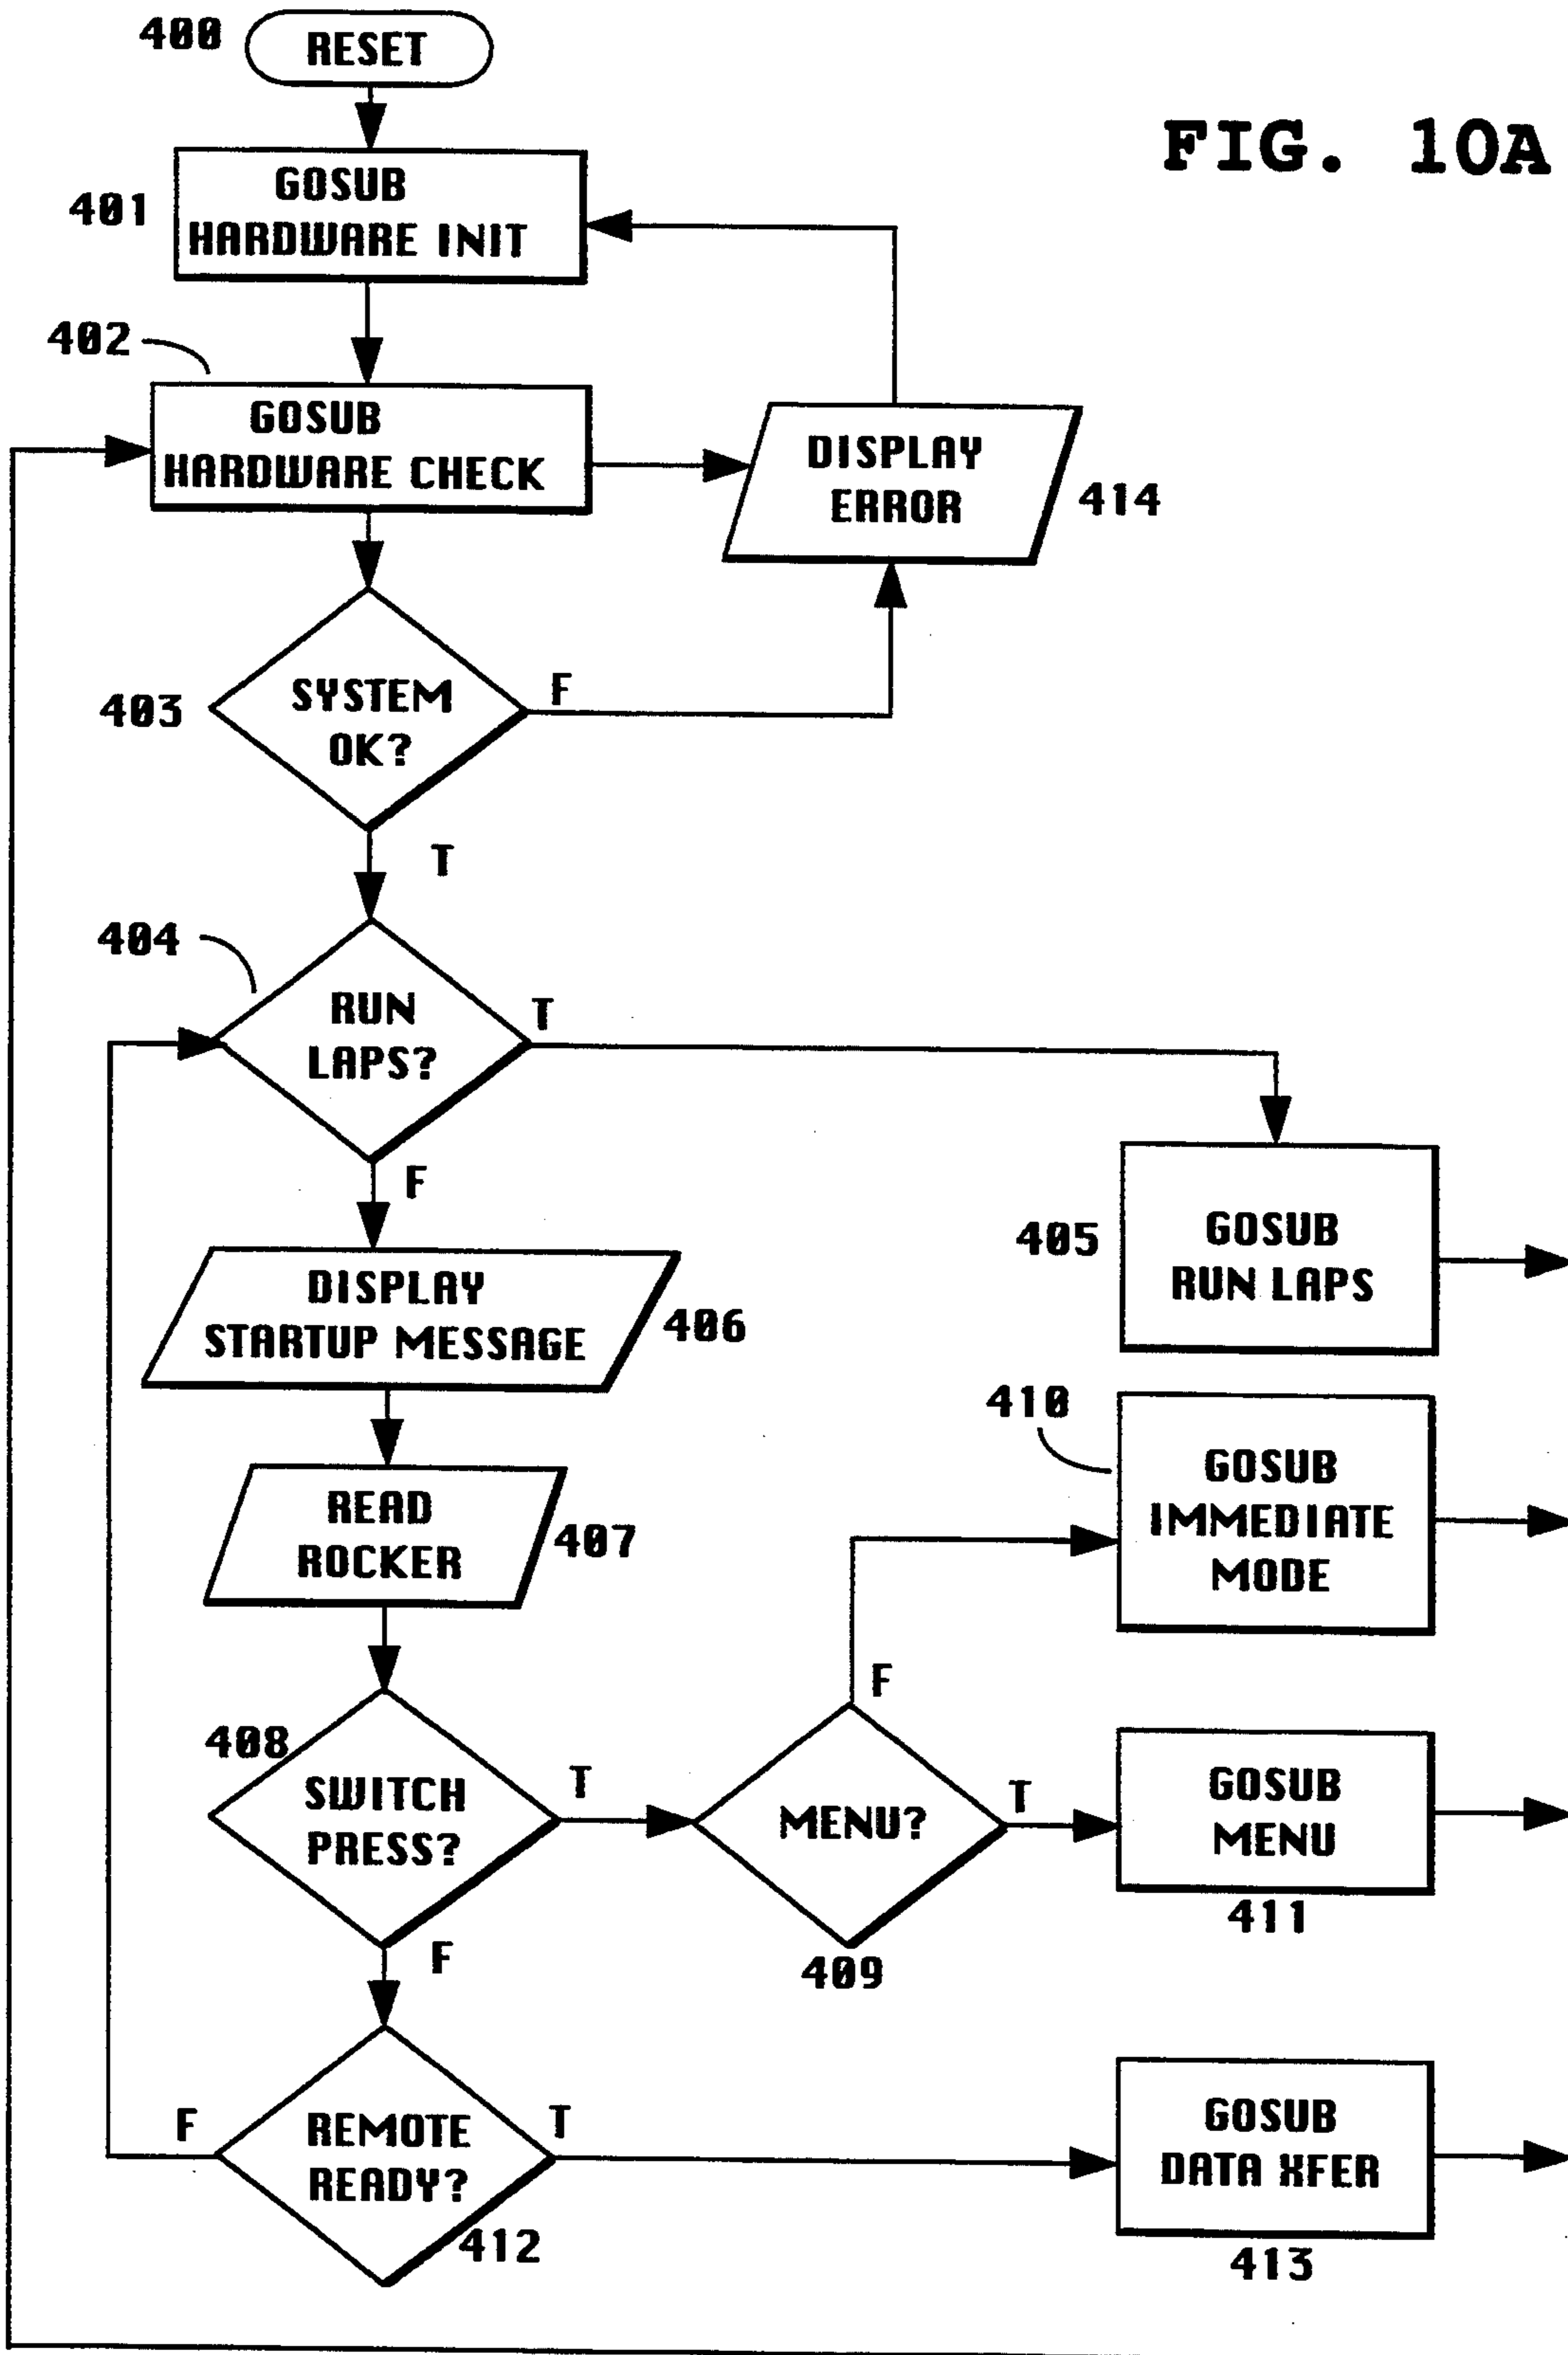 400
RESET
FIG. 10A
401
GOSUB
HARDWARE INIT
402
GOSUB
HARDWARE CHECK
DISPLAY
ERROR
414
403
SYSTEM
OK?
F
T
404
RUN
LAPS?
T
F
405
GOSUB
RUN LAPS
DISPLAY
STARTUP MESSAGE
406
410
GOSUB
IMMEDIATE
MODE
READ
ROCKER
407
408
SWITCH
PRESS?
T
F
MENU?
F
T
409
GOSUB
MENU
411
REMOTE
READY?
F
T
412
GOSUB
DATA XFER
413